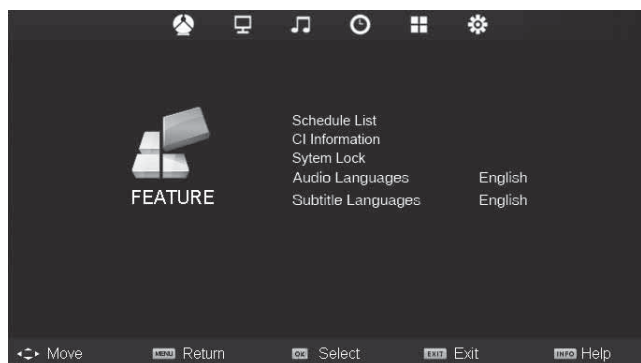 Schedule List
CI Information
Sytem Lock
Audio Languages English
Subtitle Languages English
FEATURE
Move MENU Return OK Select EXIT Exit INFO Help